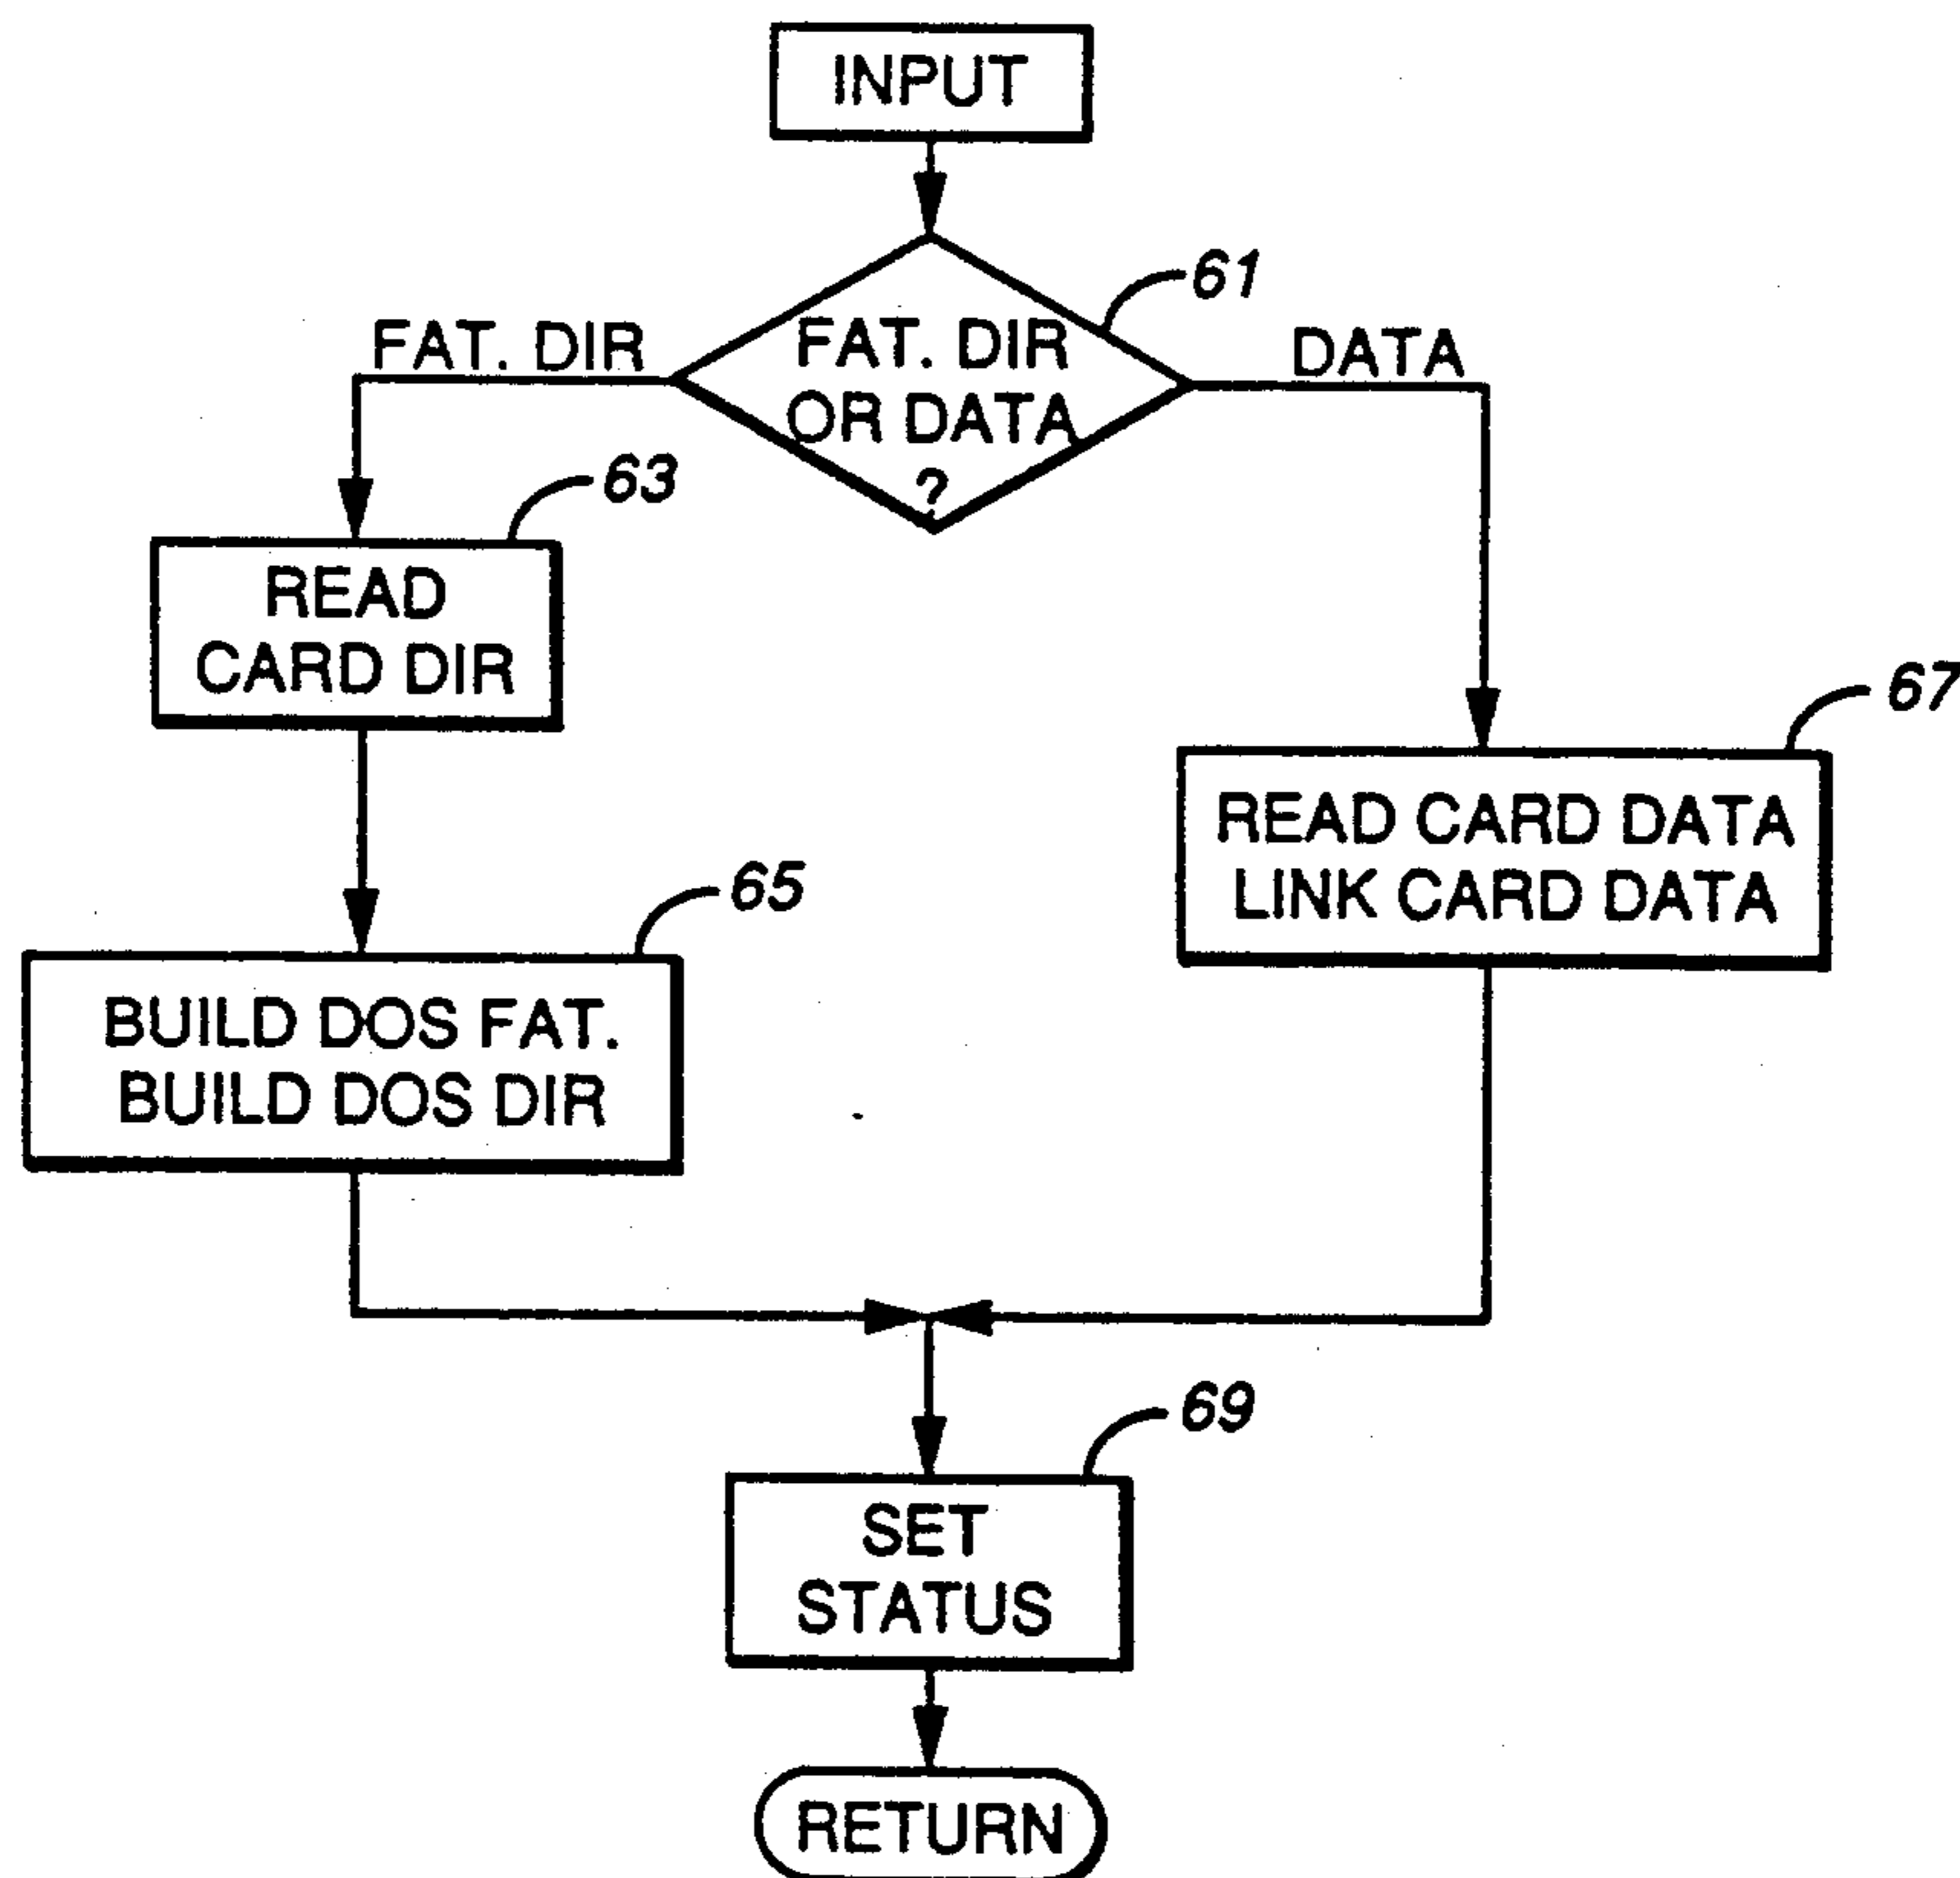 INPUT
61
FAT. DIR
FAT. DIR
OR DATA
?
DATA
63
READ
CARD DIR
67
READ CARD DATA
LINK CARD DATA
65
BUILD DOS FAT.
BUILD DOS DIR
69
SET
STATUS
RETURN